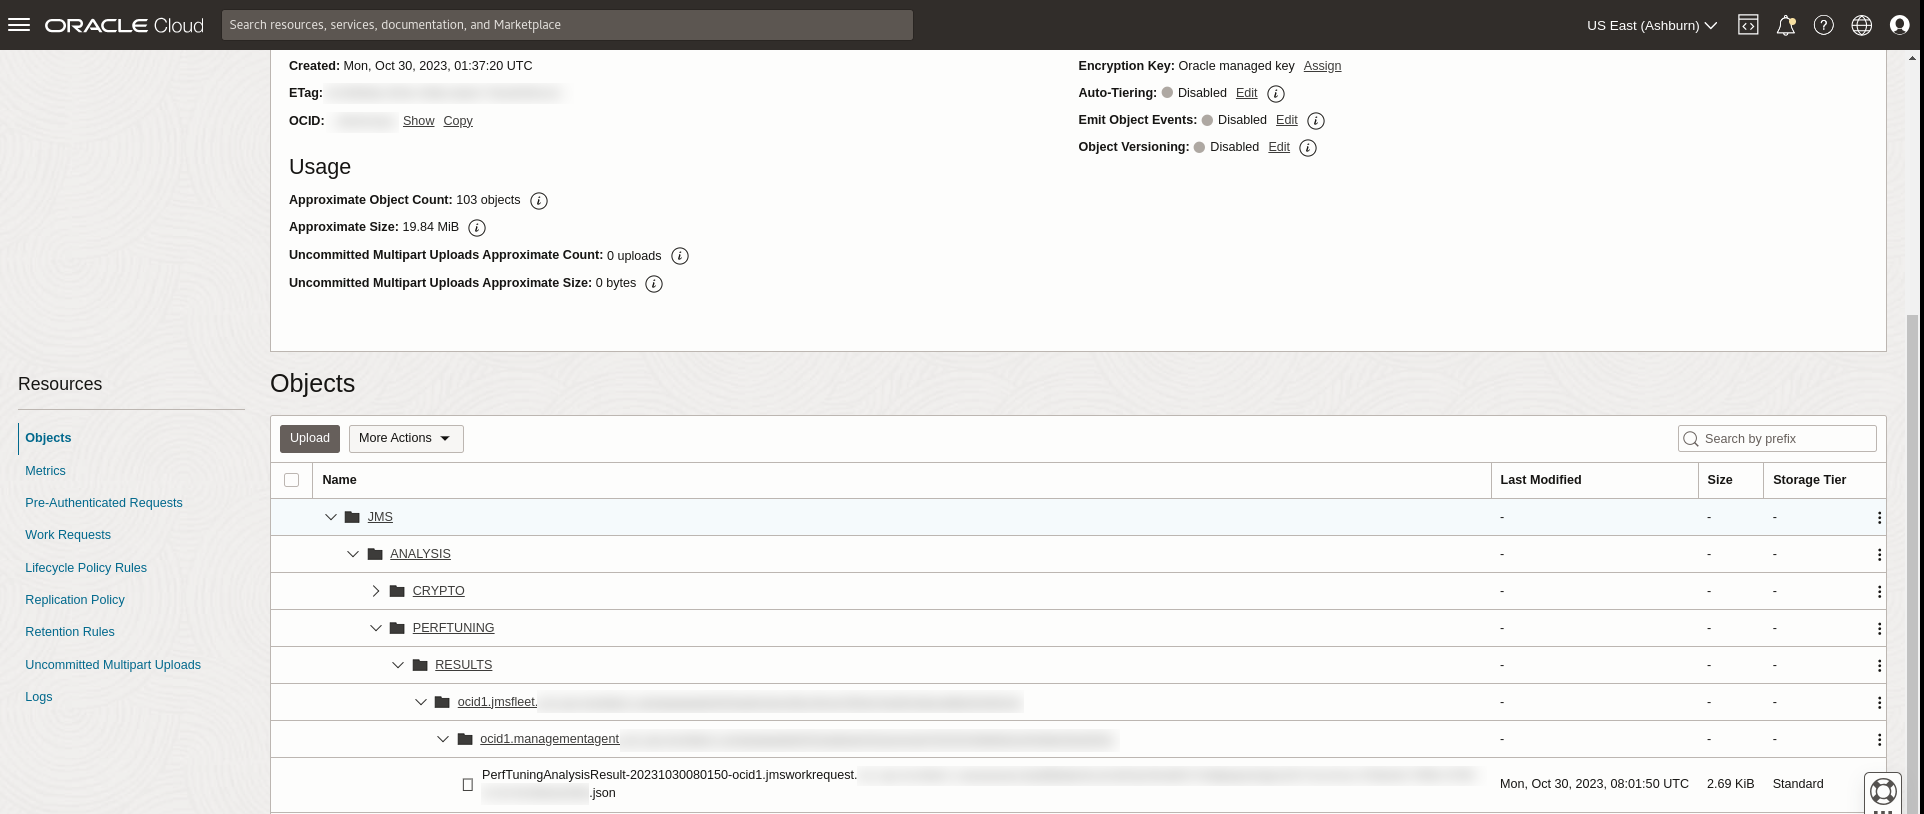 ORACLE Cloud
Search resources, services, documentation, and Marketplace
US East (Ashburn)
Created: Mon, Oct 30, 2023, 01:37:20 UTC
Encryption Key: Oracle managed key Assign
ETag:
Auto-Tiering: Disabled Edit
OCID: Show Copy
Emit Object Events: Disabled Edit
Object Versioning: Disabled Edit
Usage
Approximate Object Count: 103 objects
Approximate Size: 19.84 MiB
Uncommitted Multipart Uploads Approximate Count: 0 uploads
Uncommitted Multipart Uploads Approximate Size: 0 bytes
Resources
Objects
Metrics
Pre-Authenticated Requests
Work Requests
Lifecycle Policy Rules
Replication Policy
Retention Rules
Uncommitted Multipart Uploads
Logs
Objects
Upload More Actions
Search by prefix
Name Last Modified Size Storage Tier
JMS - - -
ANALYSIS - - -
CRYPTO - - -
PERFTUNING - - -
RESULTS - - -
ocid1.jmsfleet. - - -
ocid1.managementagent - - -
PerfTuningAnalysisResult-20231030080150-ocid1.jmsworkrequest.
.json
Mon, Oct 30, 2023, 08:01:50 UTC 2.69 KiB Standard